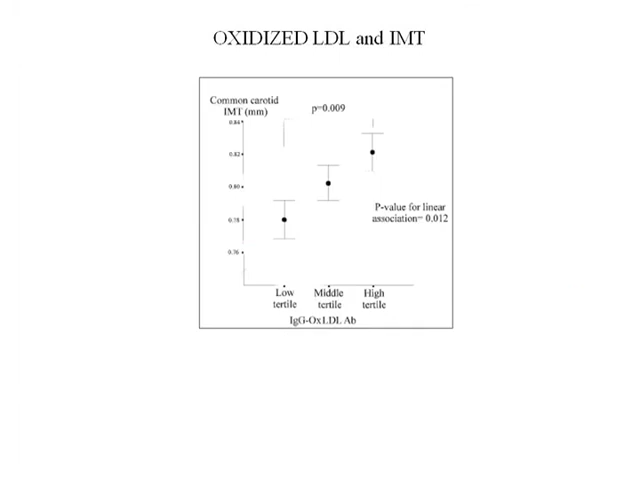 OXIDIZED LDL and IMT
Common carotid
IMT (mm)
p=0.009
0.84
0.82
0.80
0.78
0.76
P-value for linear
association= 0.012
Low tertile
Middle tertile
High tertile
IgG-OxLDL Ab